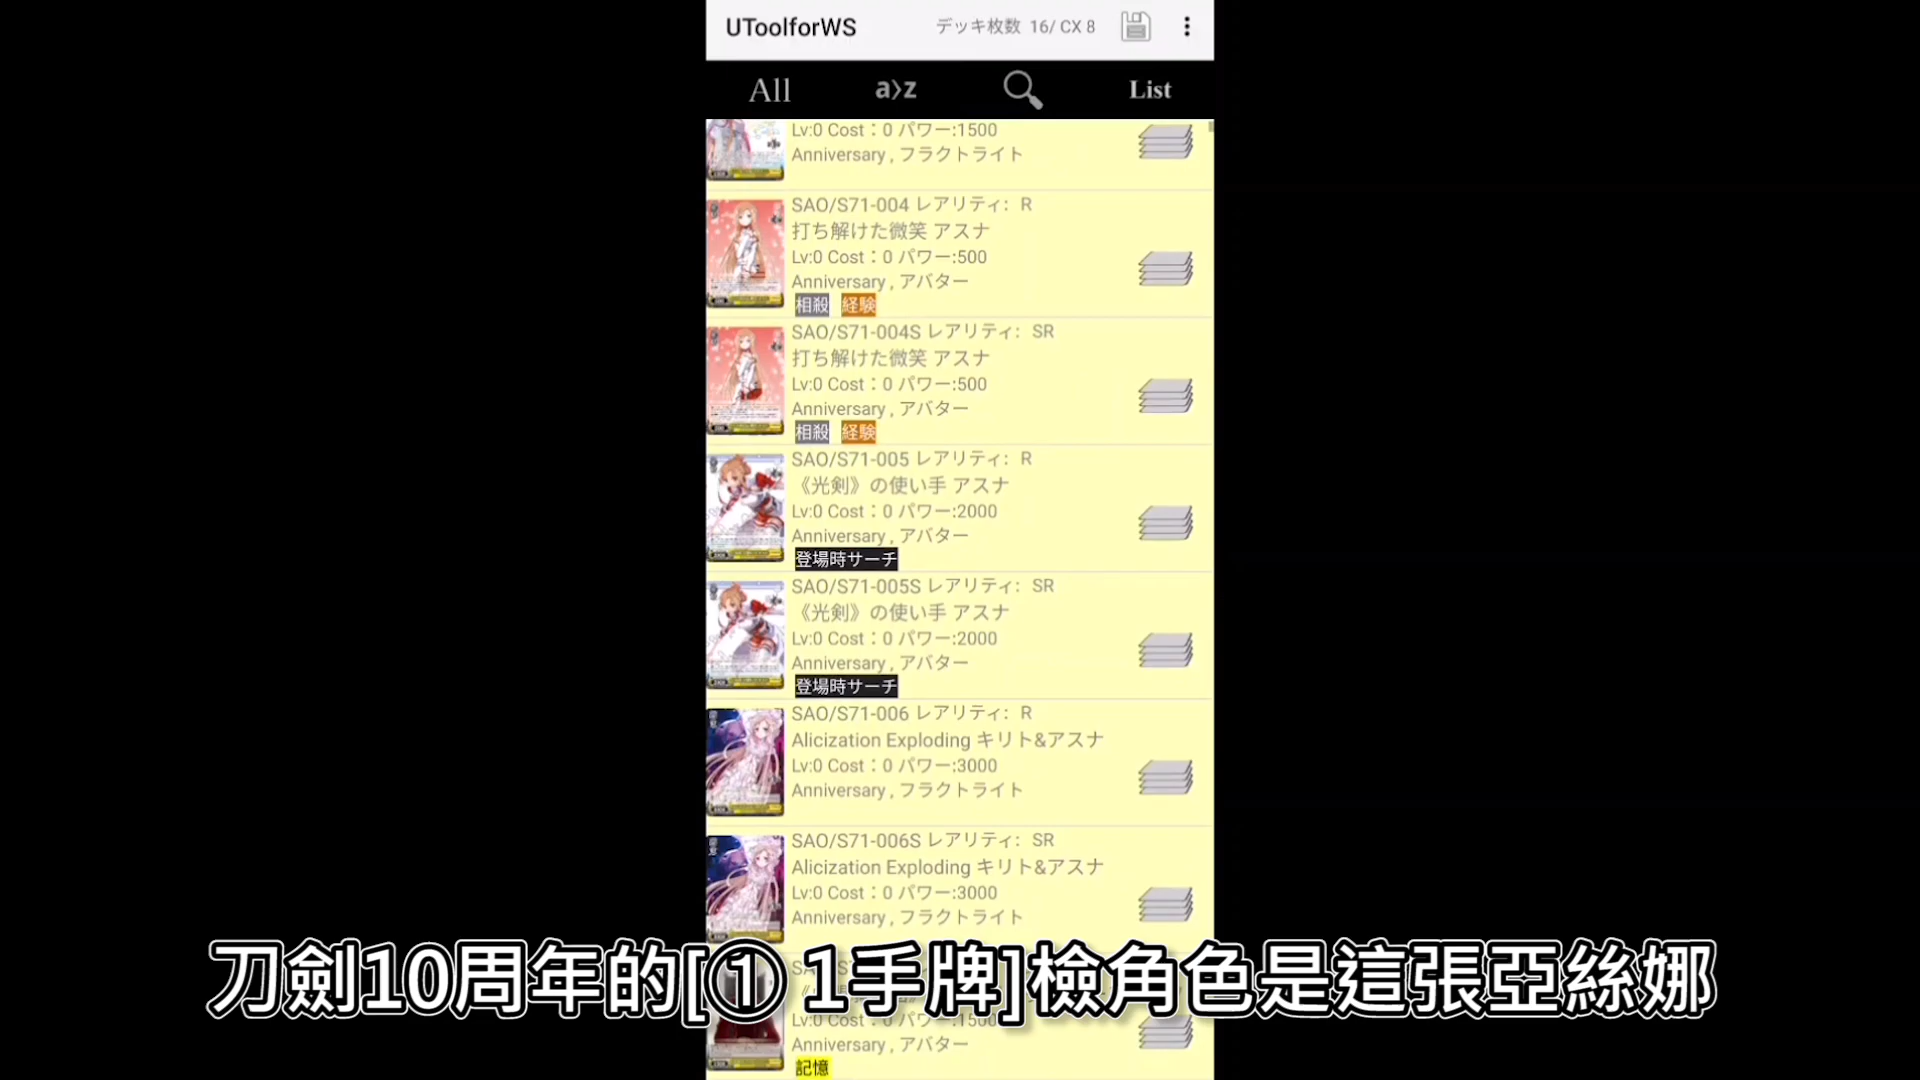 UToolforWS デッキ枚数 16/ CX 8
All a>z List
Lv:0 Cost：0 パワー:1500
Anniversary , フラクトライト
SAO/S71-004 レアリティ: R
打ち解けた微笑 アスナ
Lv:0 Cost：0 パワー:500
Anniversary , アバター
相殺 経験
SAO/S71-004S レアリティ: SR
打ち解けた微笑 アスナ
Lv:0 Cost：0 パワー:500
Anniversary , アバター
相殺 経験
SAO/S71-005 レアリティ: R
《光剣》の使い手 アスナ
Lv:0 Cost：0 パワー:2000
Anniversary , アバター
登場時サーチ
SAO/S71-005S レアリティ: SR
《光剣》の使い手 アスナ
Lv:0 Cost：0 パワー:2000
Anniversary , アバター
登場時サーチ
SAO/S71-006 レアリティ: R
Alicization Exploding キリト&アスナ
Lv:0 Cost：0 パワー:3000
Anniversary , フラクトライト
SAO/S71-006S レアリティ: SR
Alicization Exploding キリト&アスナ
Lv:0 Cost：0 パワー:3000
Anniversary , フラクトライト
刀劍10周年的[① 1手牌]檢角色是這張亞絲娜
Lv:0 Cost：0 パワー:1500
Anniversary , アバター
記憶